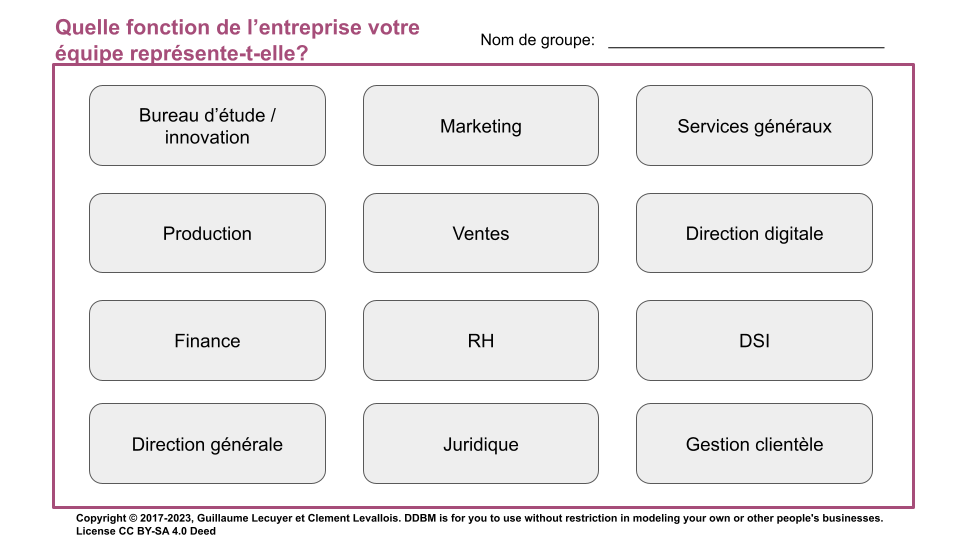 Quelle fonction de l’entreprise votre
équipe représente-t-elle?
Nom de groupe:
Bureau d’étude /
innovation
Marketing
Services généraux
Production
Ventes
Direction digitale
Finance
RH
DSI
Direction générale
Juridique
Gestion clientèle
Copyright © 2017-2023, Guillaume Lecuyer et Clement Levallois. DDBM is for you to use without restriction in modeling your own or other people's businesses.
License CC BY-SA 4.0 Deed